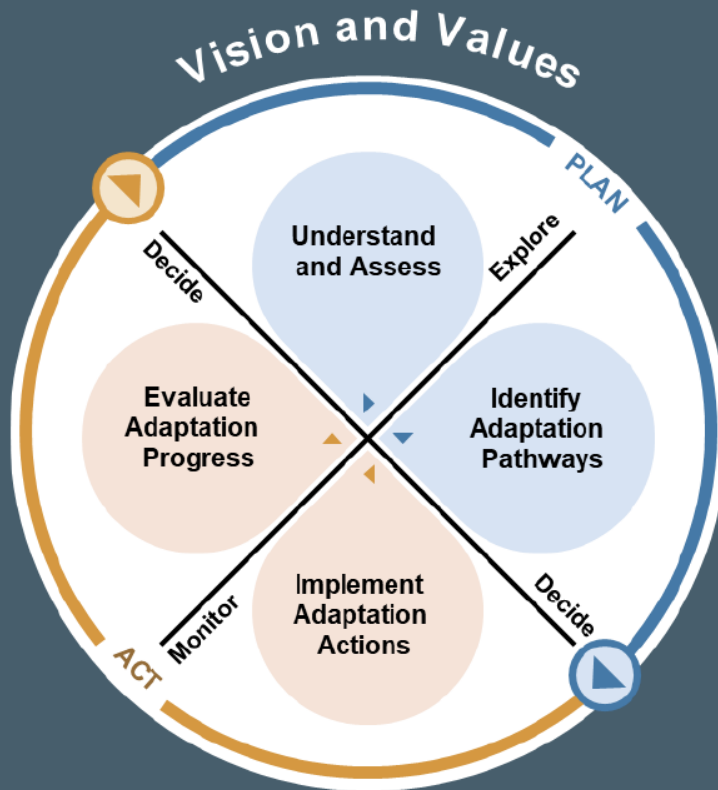 Vision and Values
PLAN
Decide
Explore
Understand
and Assess
Evaluate
Adaptation
Progress
Identify
Adaptation
Pathways
Implement
Adaptation
Actions
Monitor
Decide
ACT